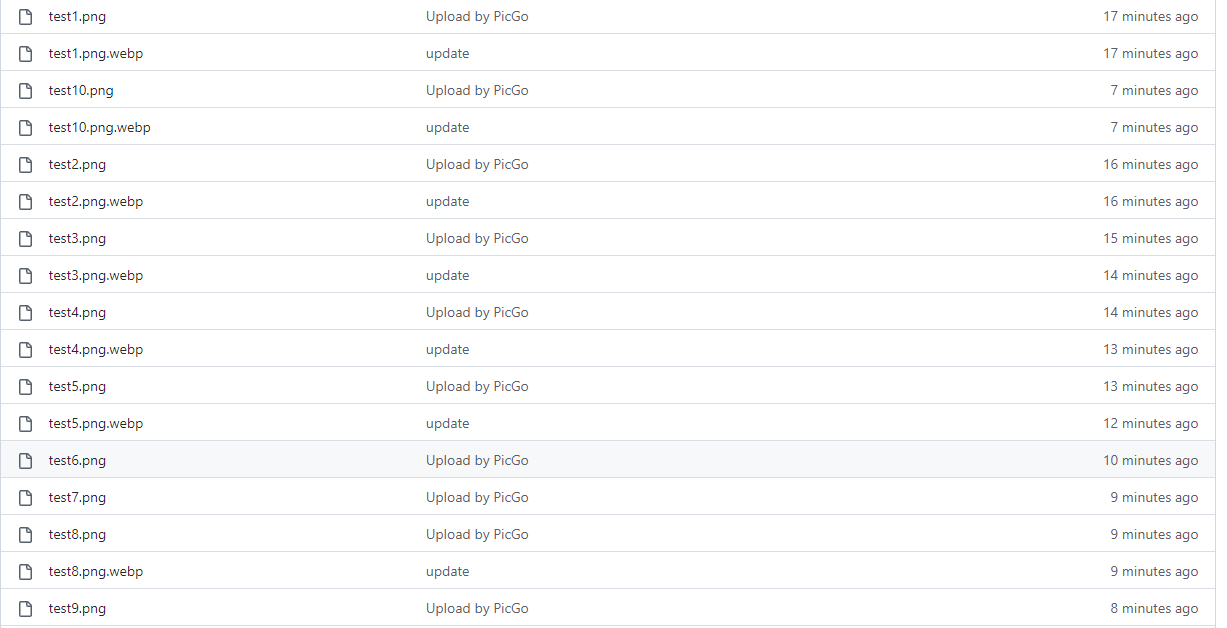 test1.png Upload by PicGo 17 minutes ago
test1.png.webp update 17 minutes ago
test10.png Upload by PicGo 7 minutes ago
test10.png.webp update 7 minutes ago
test2.png Upload by PicGo 16 minutes ago
test2.png.webp update 16 minutes ago
test3.png Upload by PicGo 15 minutes ago
test3.png.webp update 14 minutes ago
test4.png Upload by PicGo 14 minutes ago
test4.png.webp update 13 minutes ago
test5.png Upload by PicGo 13 minutes ago
test5.png.webp update 12 minutes ago
test6.png Upload by PicGo 10 minutes ago
test7.png Upload by PicGo 9 minutes ago
test8.png Upload by PicGo 9 minutes ago
test8.png.webp update 9 minutes ago
test9.png Upload by PicGo 8 minutes ago